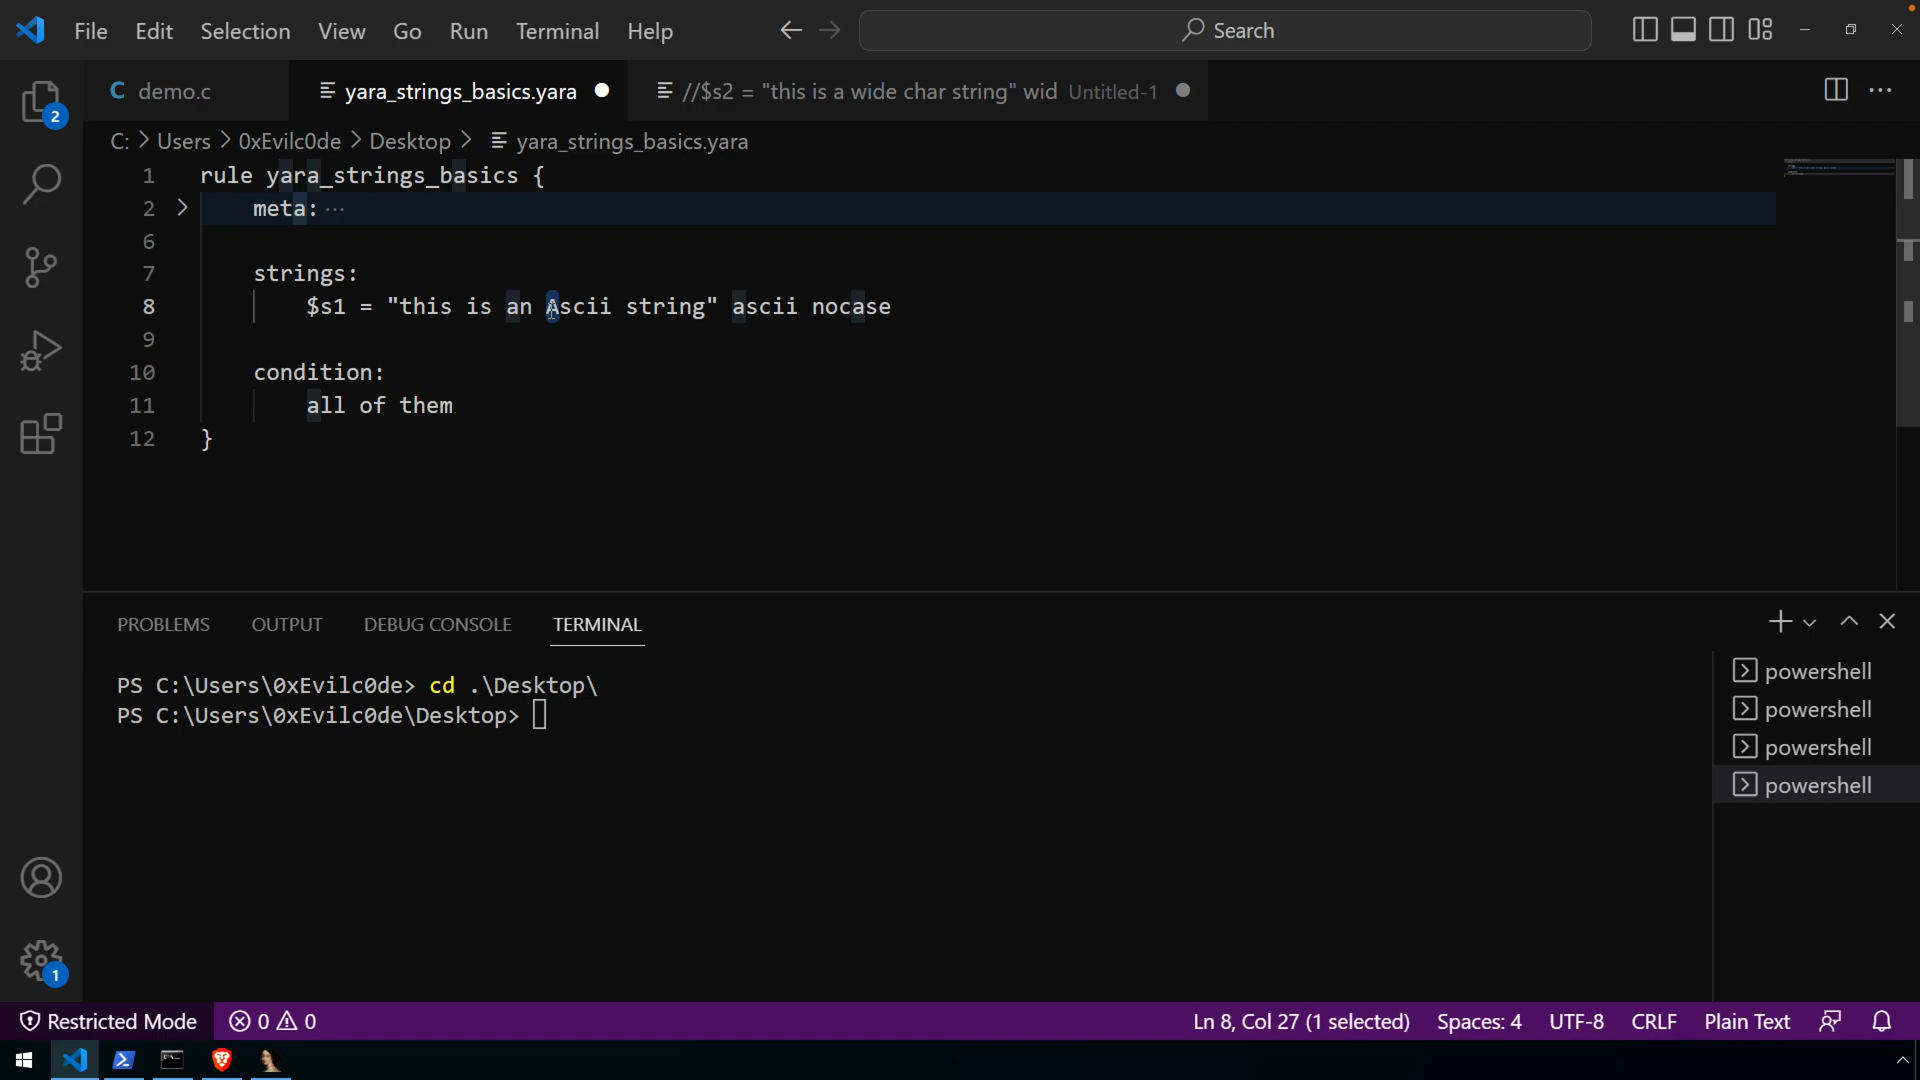 File Edit Selection View Go Run Terminal Help Search
demo.c yara_strings_basics.yara //$s2 = "this is a wide char string" wid Untitled-1
C: > Users > 0xEvilc0de > Desktop > yara_strings_basics.yara
1 rule yara_strings_basics {
2 meta: ···
6
7 strings:
8 $s1 = "this is an Ascii string" ascii nocase
9
10 condition:
11 all of them
12 }
PROBLEMS OUTPUT DEBUG CONSOLE TERMINAL
PS C:\Users\0xEvilc0de> cd .\Desktop\
PS C:\Users\0xEvilc0de\Desktop>
powershell
powershell
powershell
powershell
2
1
Restricted Mode 0 0 Ln 8, Col 27 (1 selected) Spaces: 4 UTF-8 CRLF Plain Text